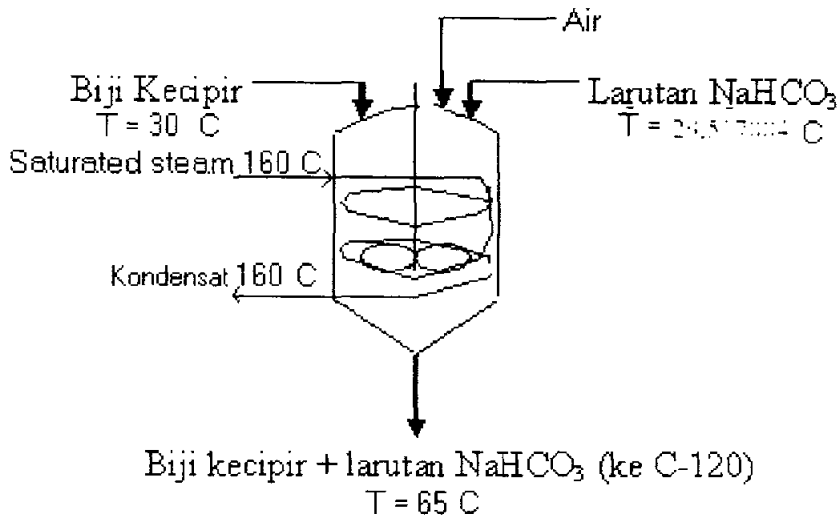 Air
Biji Kecipir
T = 30 C
Larutan NaHCO₃
T = C
Saturated steam 160 C
Kondensat 160 C
Biji kecipir + larutan NaHCO₃ (ke C-120)
T = 65 C